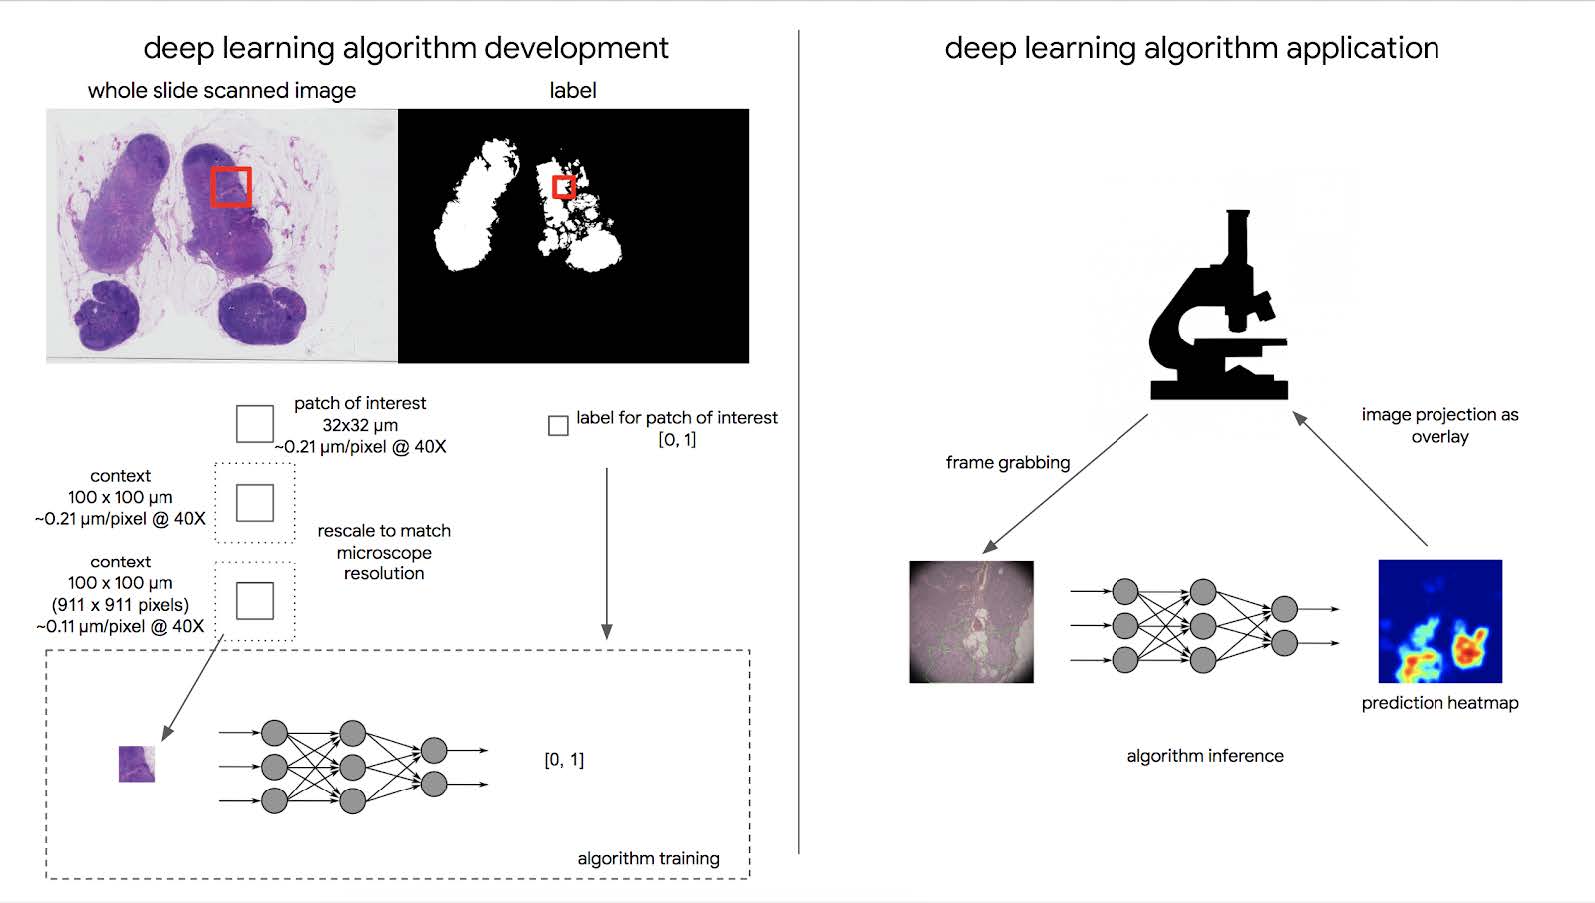 deep learning algorithm development
whole slide scanned image
label
patch of interest
32x32 µm
~0.21 µm/pixel @ 40X
label for patch of interest
[0, 1]
context
100 x 100 µm
~0.21 µm/pixel @ 40X
rescale to match
microscope
resolution
context
100 x 100 µm
(911 x 911 pixels)
~0.11 µm/pixel @ 40X
[0, 1]
algorithm training
deep learning algorithm application
image projection as
overlay
frame grabbing
prediction heatmap
algorithm inference